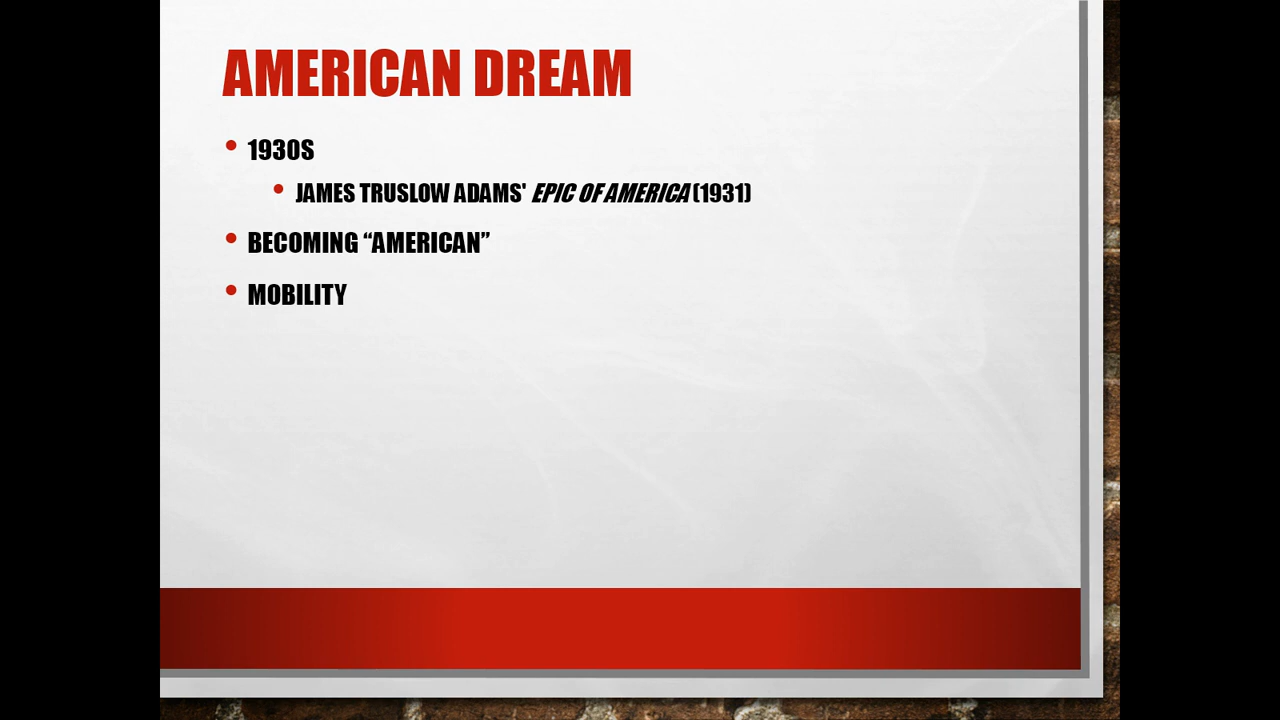 AMERICAN DREAM
• 1930S
• JAMES TRUSLOW ADAMS' EPIC OF AMERICA (1931)
• BECOMING “AMERICAN”
• MOBILITY